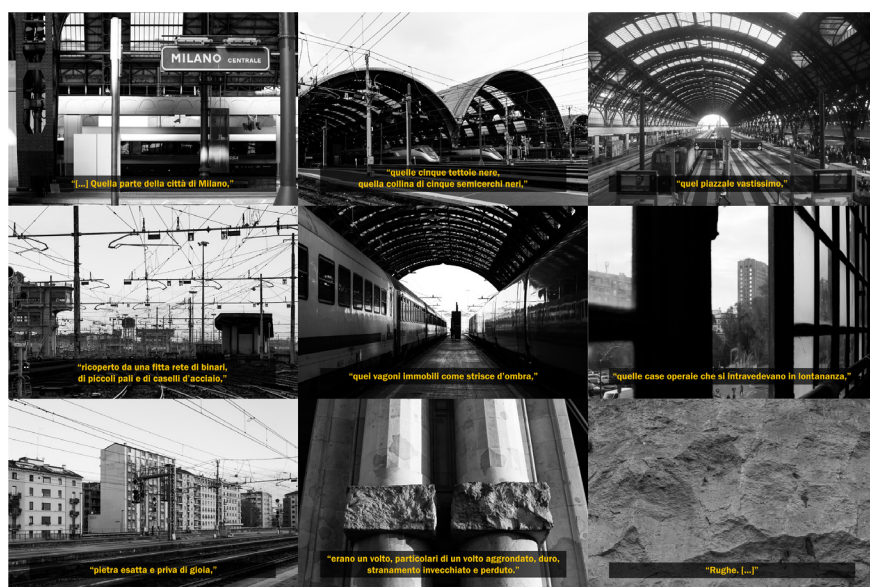 MILANO CENTRALE
“[...] Quella parte della città di Milano,”
“quelle cinque tettoie nere,
quella collina di cinque semicerchi neri,”
“quel piazzale vastissimo,”
“ricoperto da una fitta rete di binari,
di piccoli pali e di caselli d’acciaio,”
“quei vagoni immobili come strisce d’ombra,”
“quelle case operaie che si intravedevano in lontananza,”
“pietra esatta e priva di gioia,”
“erano un volto, particolari di un volto aggrondato, duro,
stranamento invecchiato e perduto.”
“Rughe. [...]”